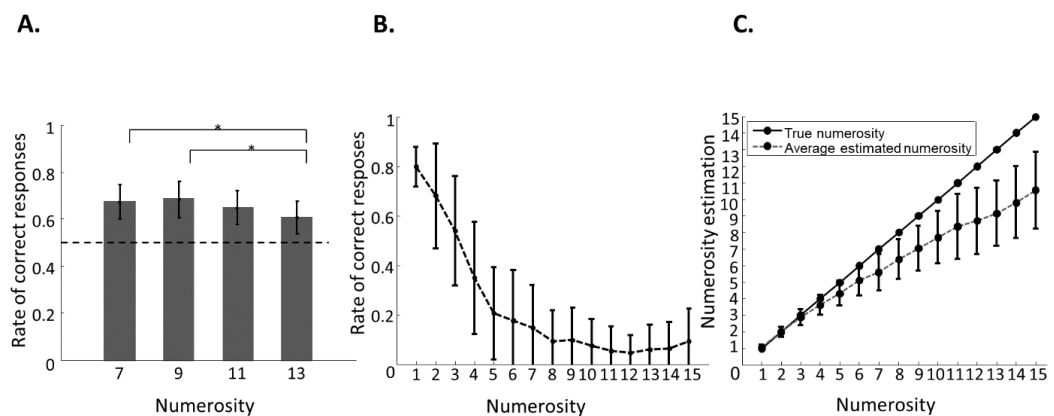 A.
B.
C.
Rate of correct responses
1
0.8
0.6
0.4
0.2
0
*
*
7 9 11 13
Numerosity
Rate of correct resposes
1
0.8
0.6
0.4
0.2
0
1 2 3 4 5 6 7 8 9 10 11 12 13 14 15
Numerosity
Numerosity estimation
15
14
13
12
11
10
9
8
7
6
5
4
3
2
1
True numerosity
Average estimated numerosity
1 2 3 4 5 6 7 8 9 10 11 12 13 14 15
Numerosity